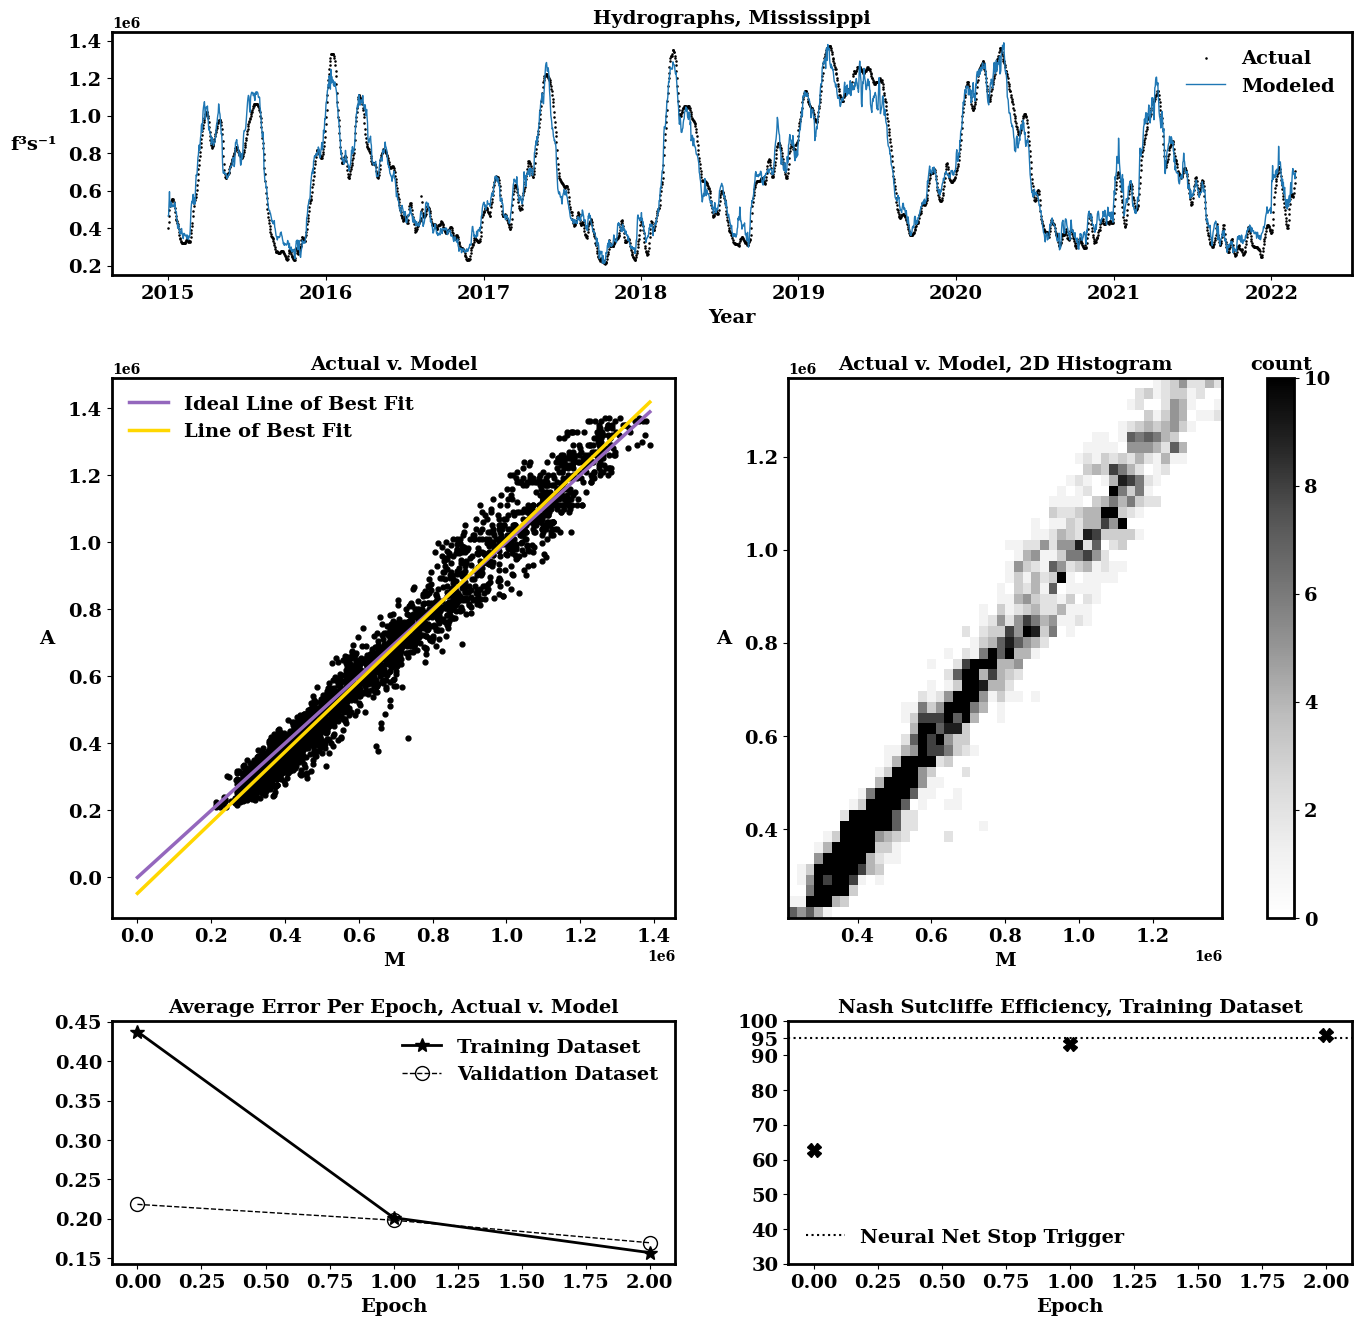 Hydrographs, Mississippi
1e6
1.4
1.2
1.0
0.8
0.6
0.4
0.2
f³s⁻¹
Actual
Modeled
2015 2016 2017 2018 2019 2020 2021 2022
Year
Actual v. Model
1e6
1.4
1.2
1.0
0.8
0.6
0.4
0.2
0.0
A
Ideal Line of Best Fit
Line of Best Fit
0.0 0.2 0.4 0.6 0.8 1.0 1.2 1.4
1e6
M
Actual v. Model, 2D Histogram
1e6
1.2
1.0
0.8
0.6
0.4
A
0.4 0.6 0.8 1.0 1.2
1e6
M
count
10
8
6
4
2
0
Average Error Per Epoch, Actual v. Model
0.45
0.40
0.35
0.30
0.25
0.20
0.15
Training Dataset
Validation Dataset
0.00 0.25 0.50 0.75 1.00 1.25 1.50 1.75 2.00
Epoch
Nash Sutcliffe Efficiency, Training Dataset
100
95
90
80
70
60
50
40
30
Neural Net Stop Trigger
0.00 0.25 0.50 0.75 1.00 1.25 1.50 1.75 2.00
Epoch